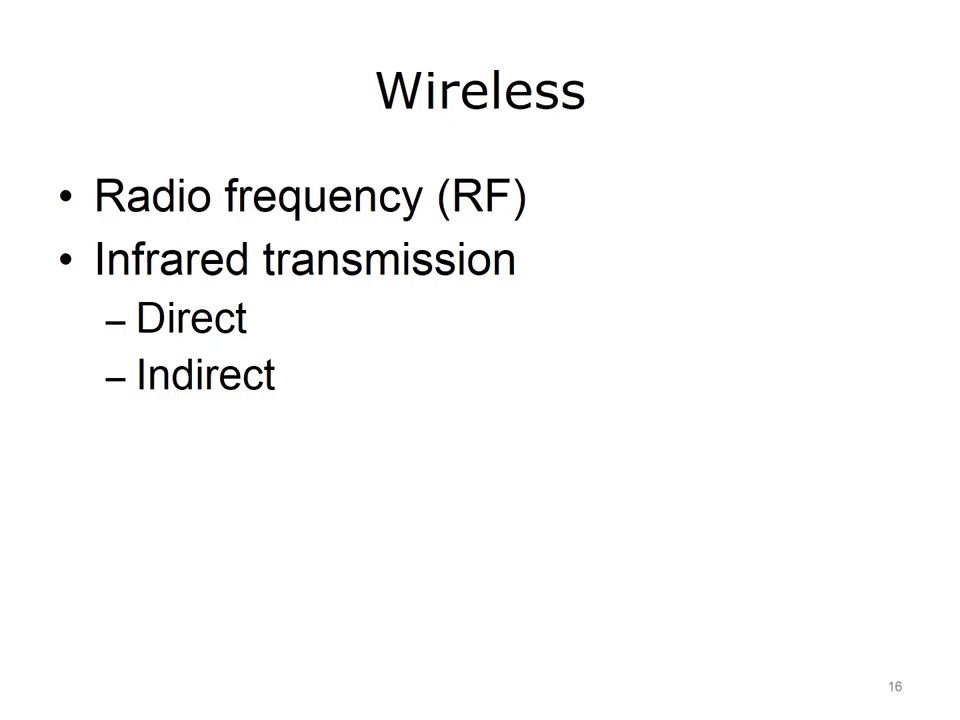 Wireless
• Radio frequency (RF)
• Infrared transmission
– Direct
– Indirect
16